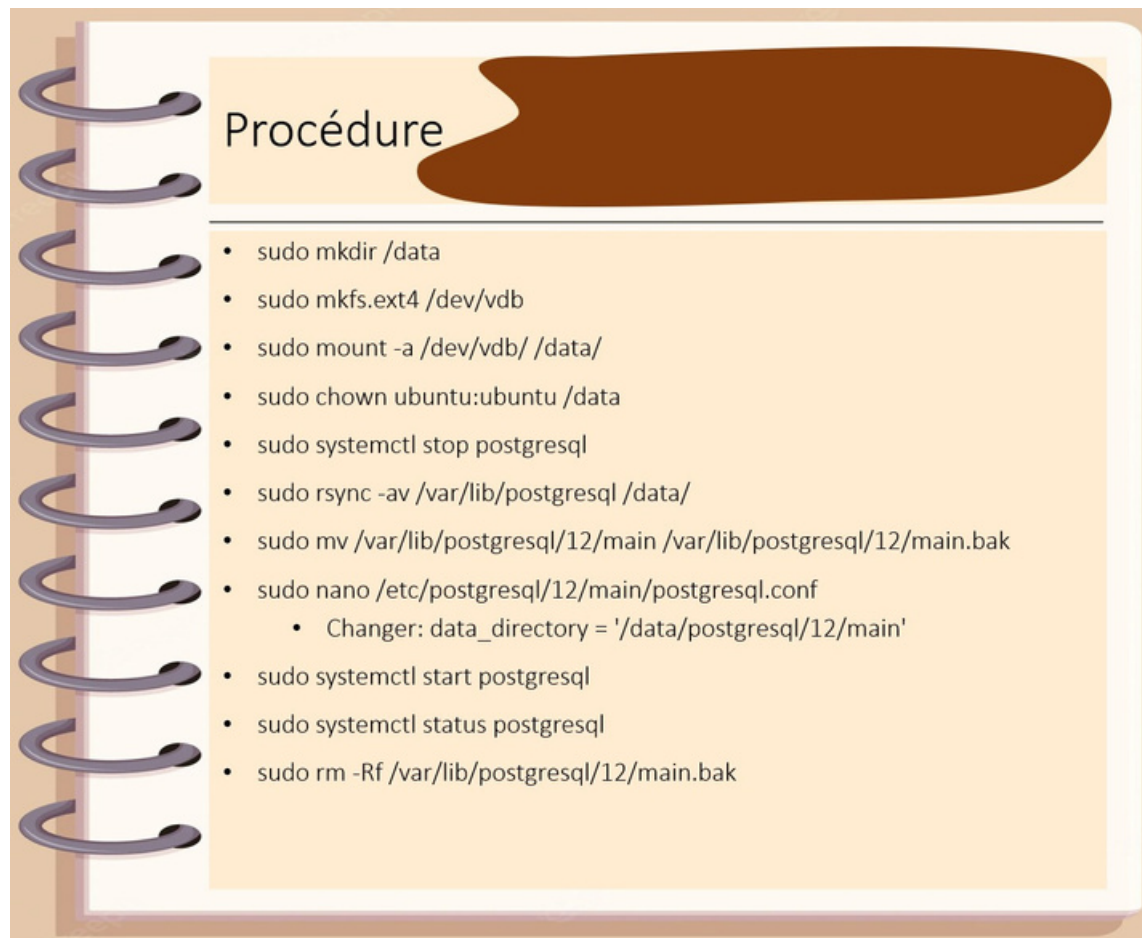 Procédure
• sudo mkdir /data
• sudo mkfs.ext4 /dev/vdb
• sudo mount -a /dev/vdb/ /data/
• sudo chown ubuntu:ubuntu /data
• sudo systemctl stop postgresql
• sudo rsync -av /var/lib/postgresql /data/
• sudo mv /var/lib/postgresql/12/main /var/lib/postgresql/12/main.bak
• sudo nano /etc/postgresql/12/main/postgresql.conf
• Changer: data_directory = '/data/postgresql/12/main'
• sudo systemctl start postgresql
• sudo systemctl status postgresql
• sudo rm -Rf /var/lib/postgresql/12/main.bak